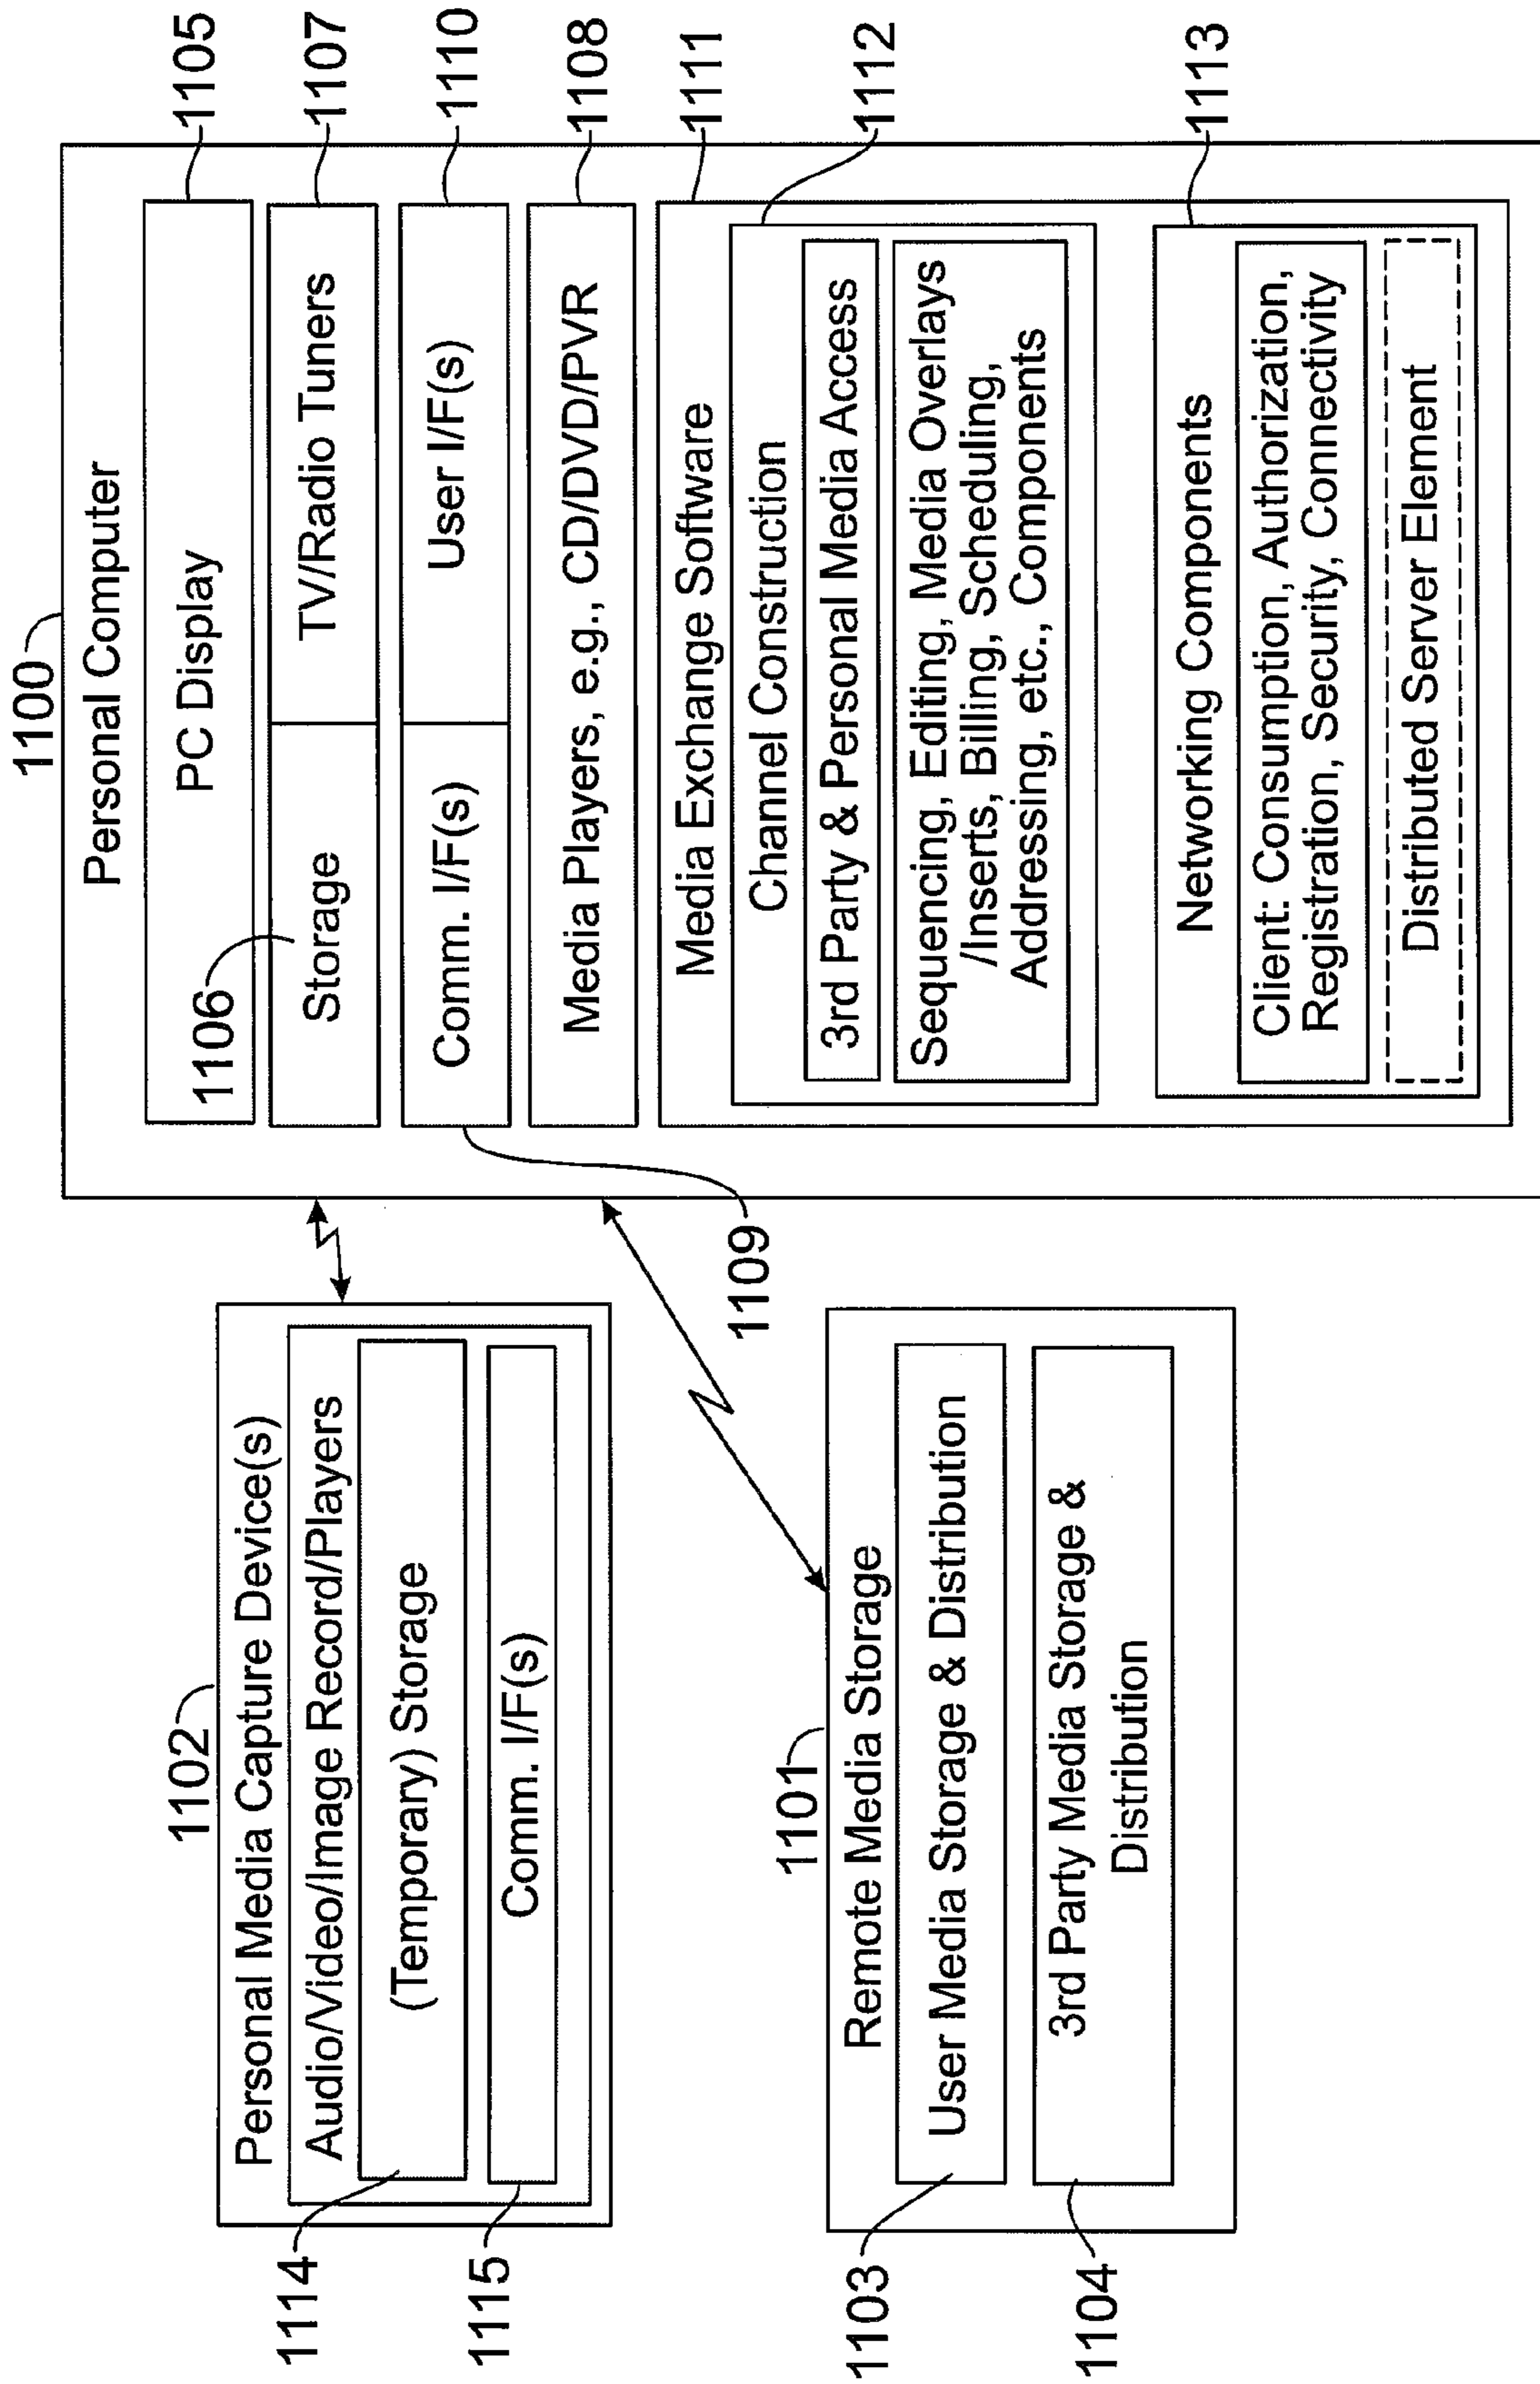 1102
Personal Media Capture Device(s)
Audio/Video/Image Record/Players
(Temporary) Storage
Comm. I/F(s)
1114
1115
1101
Remote Media Storage
User Media Storage & Distribution
3rd Party Media Storage &
Distribution
1103
1104
1100
Personal Computer
PC Display
1105
1106
Storage
TV/Radio Tuners
1107
Comm. I/F(s)
User I/F(s)
1110
1109
Media Players, e.g., CD/DVD/PVR
1108
Media Exchange Software
1111
Channel Construction
1112
3rd Party & Personal Media Access
Sequencing, Editing, Media Overlays
/Inserts, Billing, Scheduling,
Addressing, etc., Components
Networking Components
1113
Client: Consumption, Authorization,
Registration, Security, Connectivity
Distributed Server Element